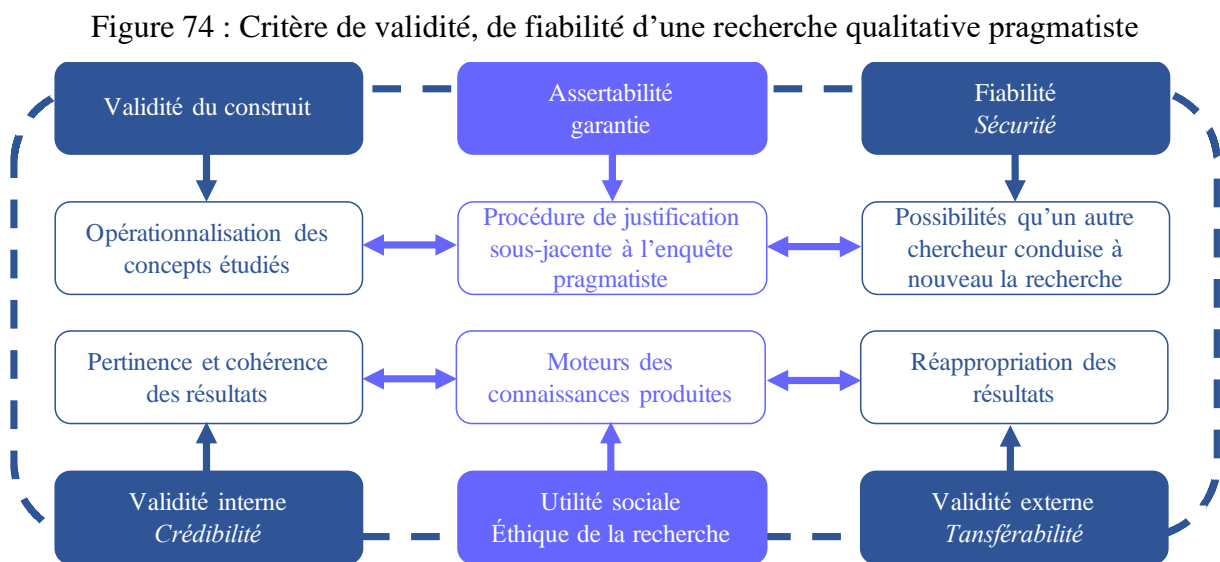 Figure 74 : Critère de validité, de fiabilité d’une recherche qualitative pragmatiste
Validité du construit
Assertabilité
garantie
Fiabilité
Sécurité
Opérationnalisation des
concepts étudiés
Procédure de justification
sous-jacente à l’enquête
pragmatiste
Possibilités qu’un autre
chercheur conduise à
nouveau la recherche
Pertinence et cohérence
des résultats
Moteurs des
connaissances produites
Réappropriation des
résultats
Validité interne
Crédibilité
Utilité sociale
Éthique de la recherche
Validité externe
Tansférabilité